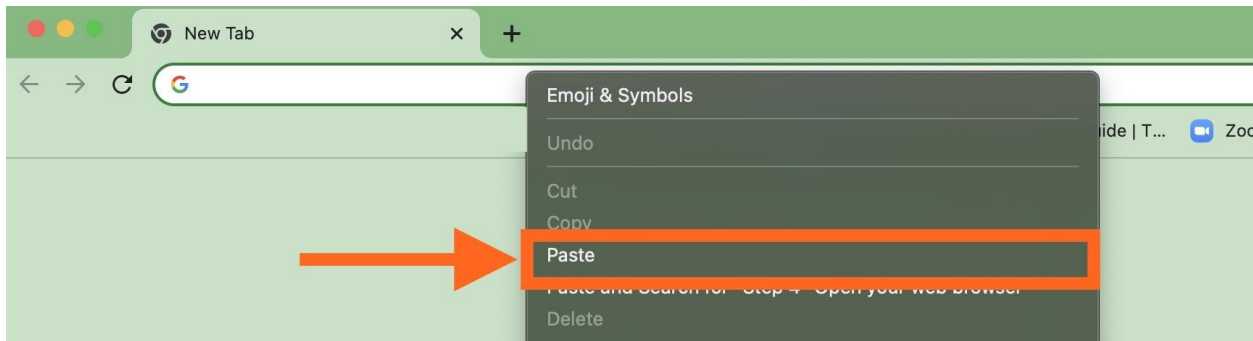 New Tab
Emoji & Symbols
Undo
ide | T... Zoo
Cut
Copy
Paste
Paste and Search for "Step 4- Open your web browser"
Delete